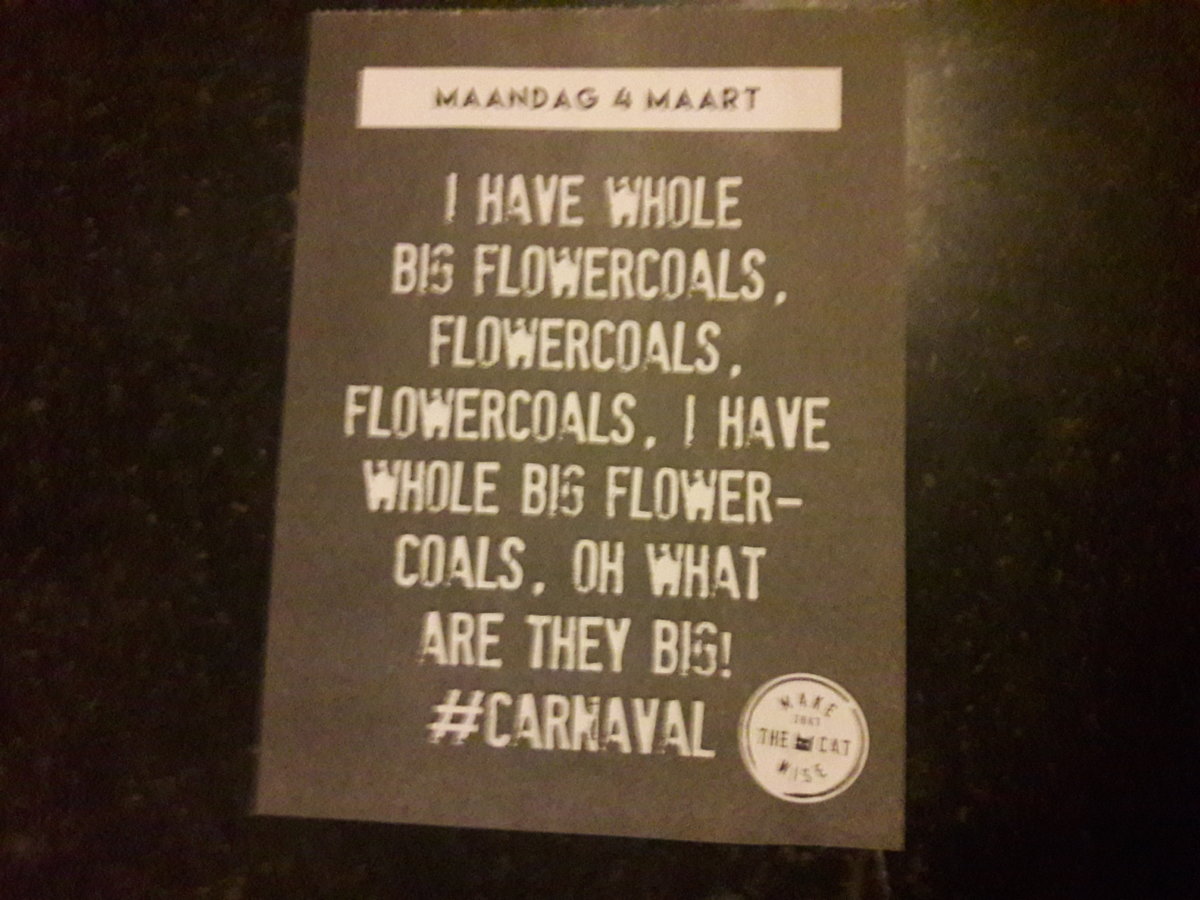 MAANDAG 4 MAART
I HAVE WHOLE
BIG FLOWERCOALS,
FLOWERCOALS,
FLOWERCOALS, I HAVE
WHOLE BIG FLOWER-
COALS, OH WHAT
ARE THEY BIG!
#CARNAVAL
MAKE
THAT
THE CAT
WISE